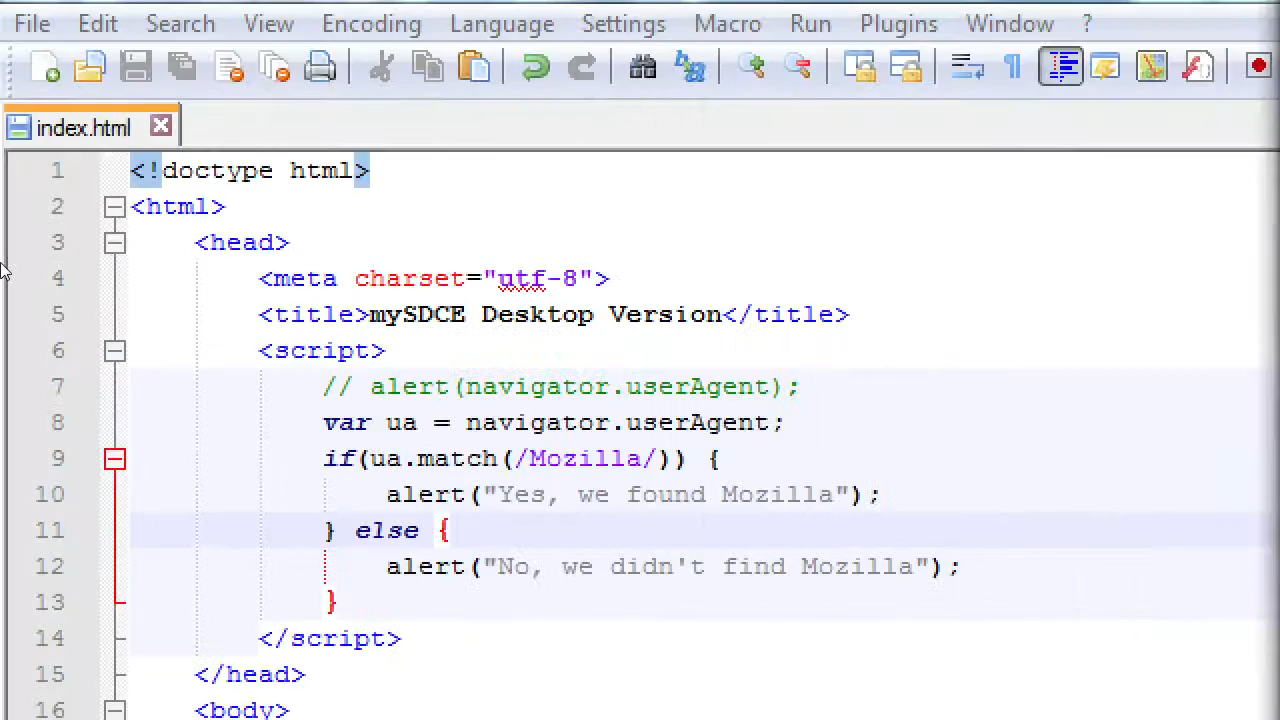 File Edit Search View Encoding Language Settings Macro Run Plugins Window ?
index.html
1 <!doctype html>
2 <html>
3 <head>
4 <meta charset="utf-8">
5 <title>mySDCE Desktop Version</title>
6 <script>
7 // alert(navigator.userAgent);
8 var ua = navigator.userAgent;
9 if(ua.match(/Mozilla/)) {
10 alert("Yes, we found Mozilla");
11 } else {
12 alert("No, we didn't find Mozilla");
13 }
14 </script>
15 </head>
16 <body>